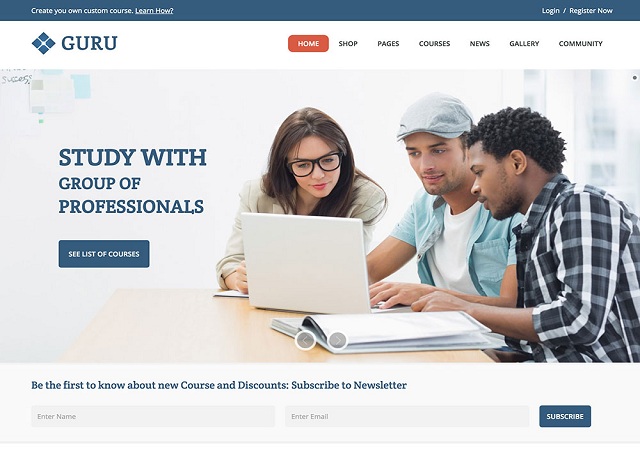 Create you own custom course. Learn How?
Login / Register Now
GURU
HOME SHOP PAGES COURSES NEWS GALLERY COMMUNITY
STUDY WITH
GROUP OF
PROFESSIONALS
SEE LIST OF COURSES
Be the first to know about new Course and Discounts: Subscribe to Newsletter
Enter Name
Enter Email
SUBSCRIBE